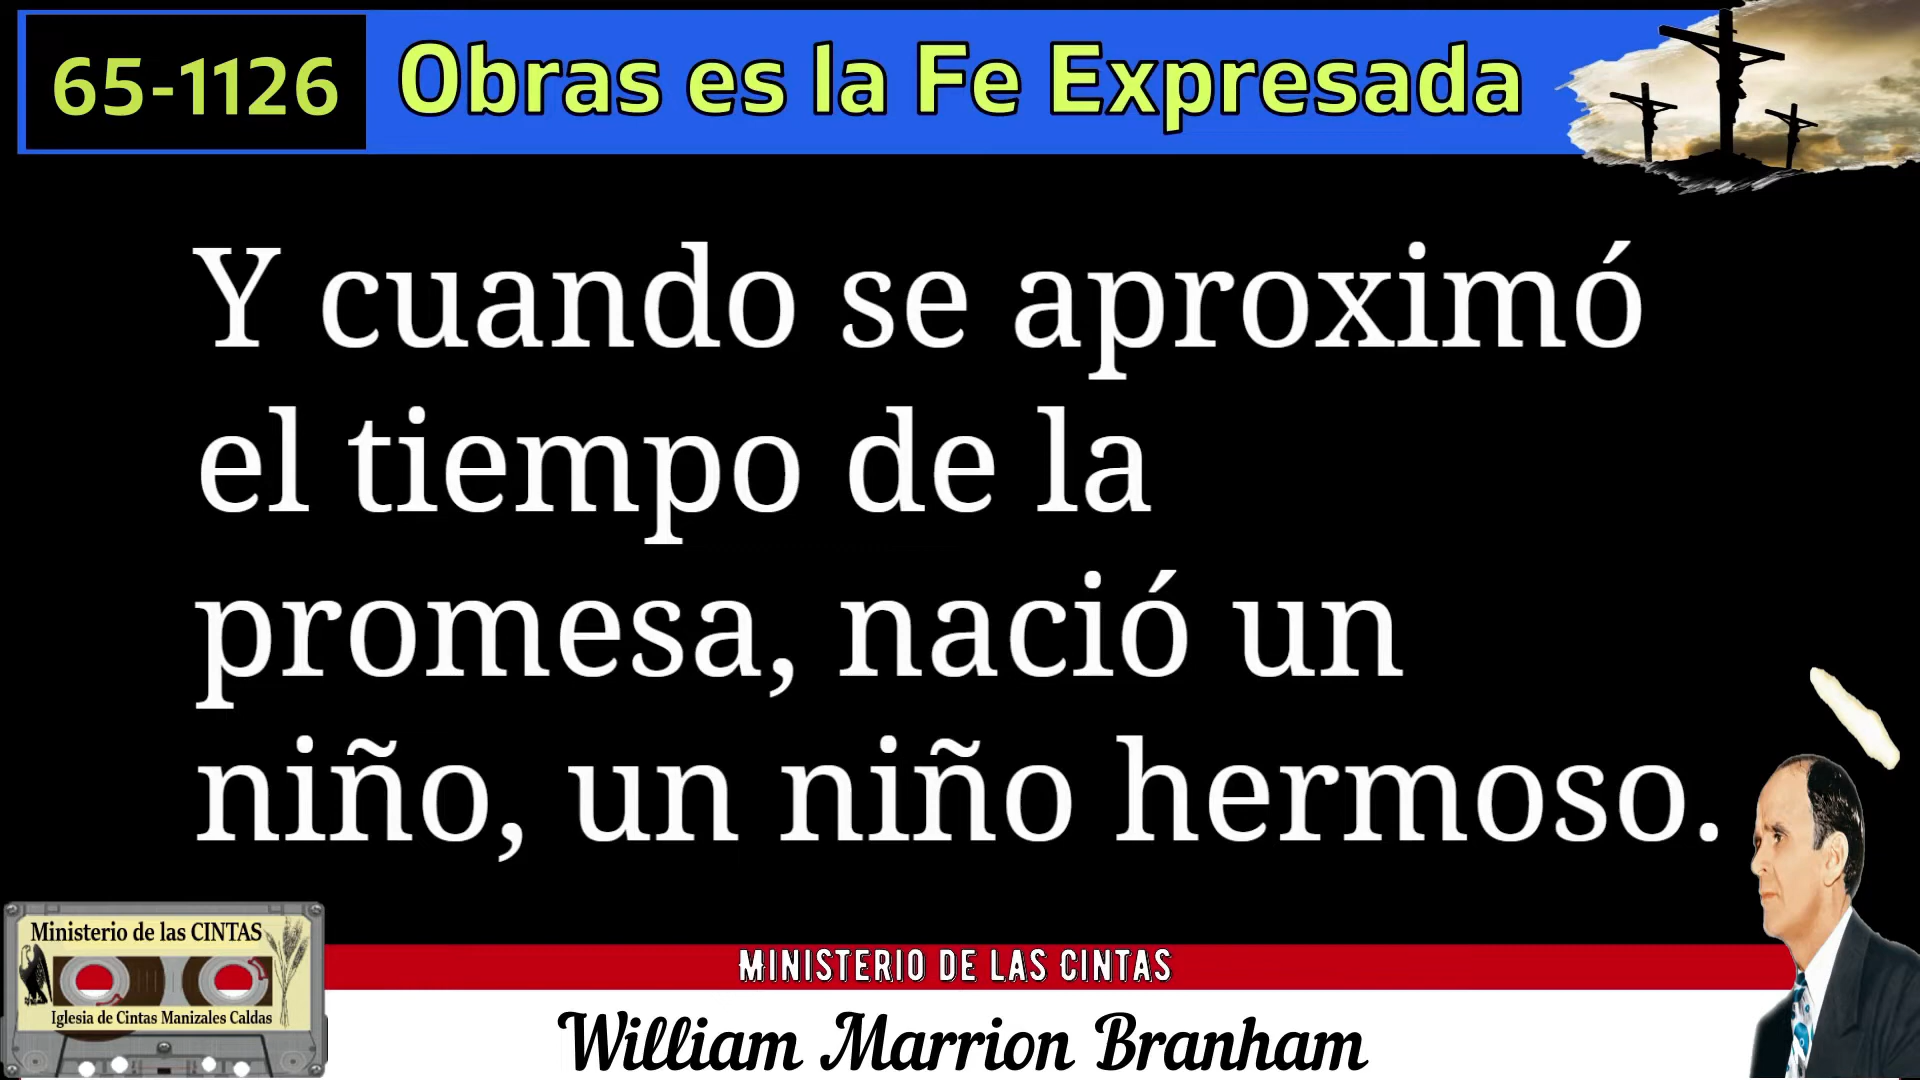 65-1126
Obras es la Fe Expresada
Y cuando se aproximó
el tiempo de la
promesa, nació un
niño, un niño hermoso.
Ministerio de las CINTAS
Iglesia de Cintas Manizales Caldas
MINISTERIO DE LAS CINTAS
William Marrion Branham